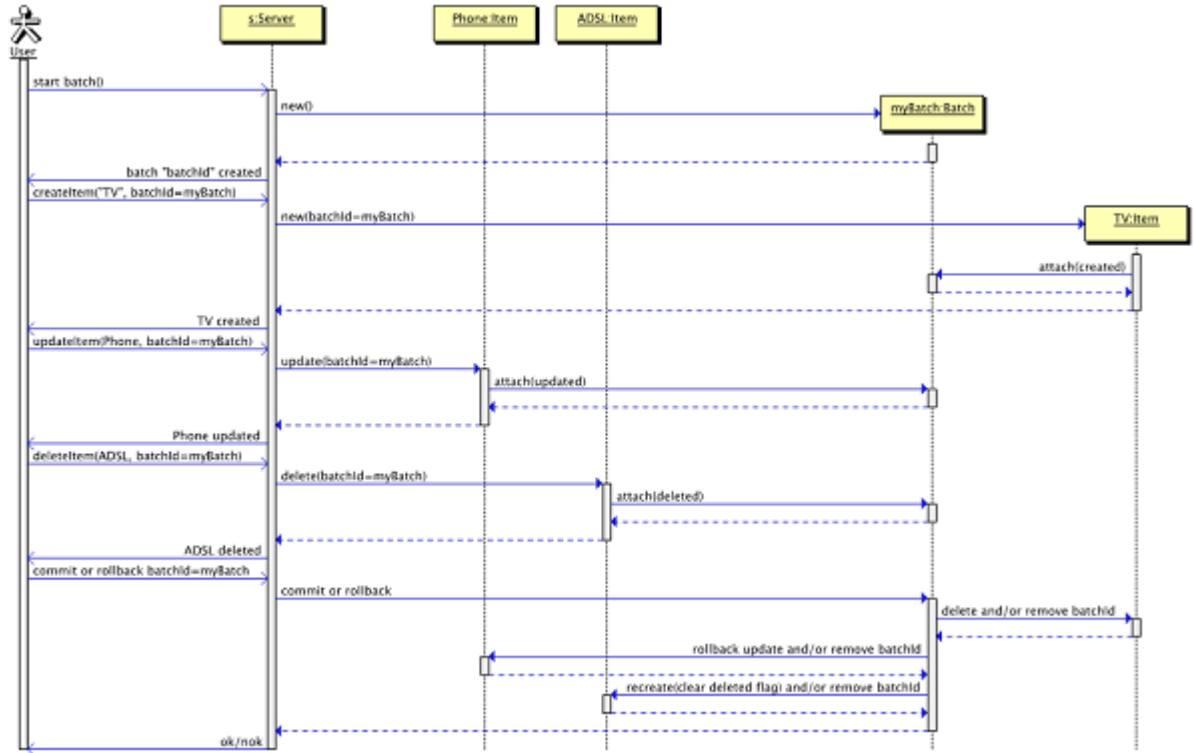 User
s:Server
Phone:Item
ADSL:Item
start batch()
new()
myBatch:Batch
batch "batchId" created
createItem("TV", batchId=myBatch)
new(batchId=myBatch)
TV:Item
attach(created)
TV created
updateItem(Phone, batchId=myBatch)
update(batchId=myBatch)
attach(updated)
Phone updated
deleteItem(ADSL, batchId=myBatch)
delete(batchId=myBatch)
attach(deleted)
ADSL deleted
commit or rollback batchId=myBatch
commit or rollback
delete and/or remove batchId
rollback update and/or remove batchId
recreate(clear deleted flag) and/or remove batchId
ok/nok